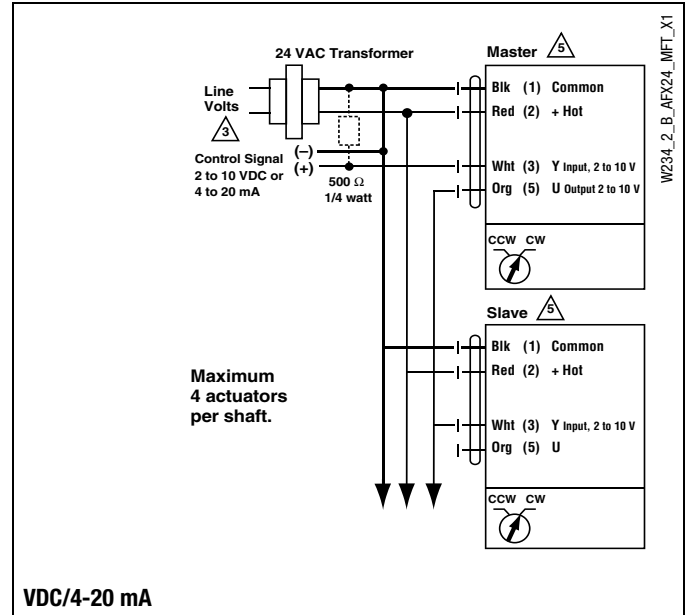 24 VAC Transformer
Line
Volts
3
Control Signal
2 to 10 VDC or
4 to 20 mA
(–)
(+)
500 Ω
1/4 watt
Master 5
Blk (1) Common
Red (2) + Hot
Wht (3) Y Input, 2 to 10 V
Org (5) U Output 2 to 10 V
CCW CW
W234_2_B_AFX24_MFT_X1
Maximum
4 actuators
per shaft.
Slave 5
Blk (1) Common
Red (2) + Hot
Wht (3) Y Input, 2 to 10 V
Org (5) U
CCW CW
VDC/4-20 mA